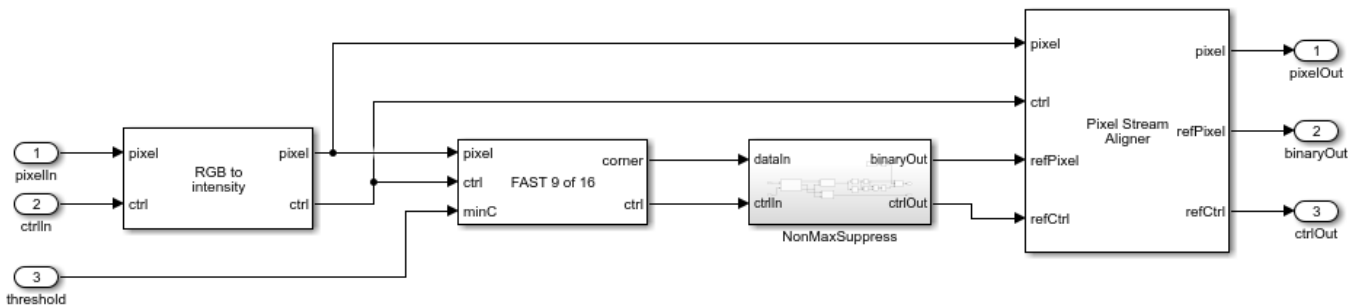 1
pixelIn
2
ctrlIn
3
threshold
pixel
ctrl
RGB to
intensity
pixel
ctrl
pixel
ctrl
minC
FAST 9 of 16
corner
ctrl
dataIn
ctrlIn
binaryOut
ctrlOut
NonMaxSuppress
pixel
ctrl
refPixel
refCtrl
Pixel Stream
Aligner
pixel
refPixel
refCtrl
1
pixelOut
2
binaryOut
3
ctrlOut